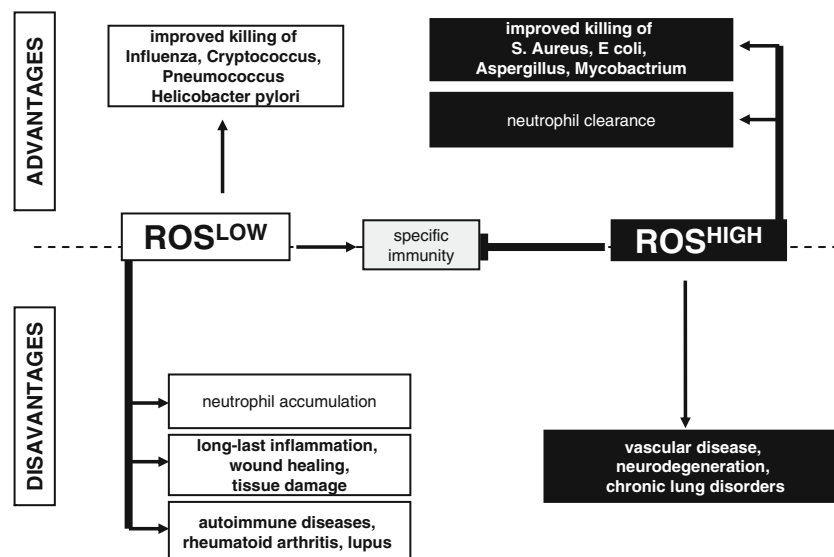 ADVANTAGES
improved killing of
Influenza, Cryptococcus,
Pneumococcus
Helicobacter pylori
improved killing of
S. Aureus, E coli,
Aspergillus, Mycobactrium
neutrophil clearance
ROSLOW
specific
immunity
ROSHIGH
DISAVANTAGES
neutrophil accumulation
long-last inflammation,
wound healing,
tissue damage
autoimmune diseases,
rheumatoid arthritis, lupus
vascular disease,
neurodegeneration,
chronic lung disorders